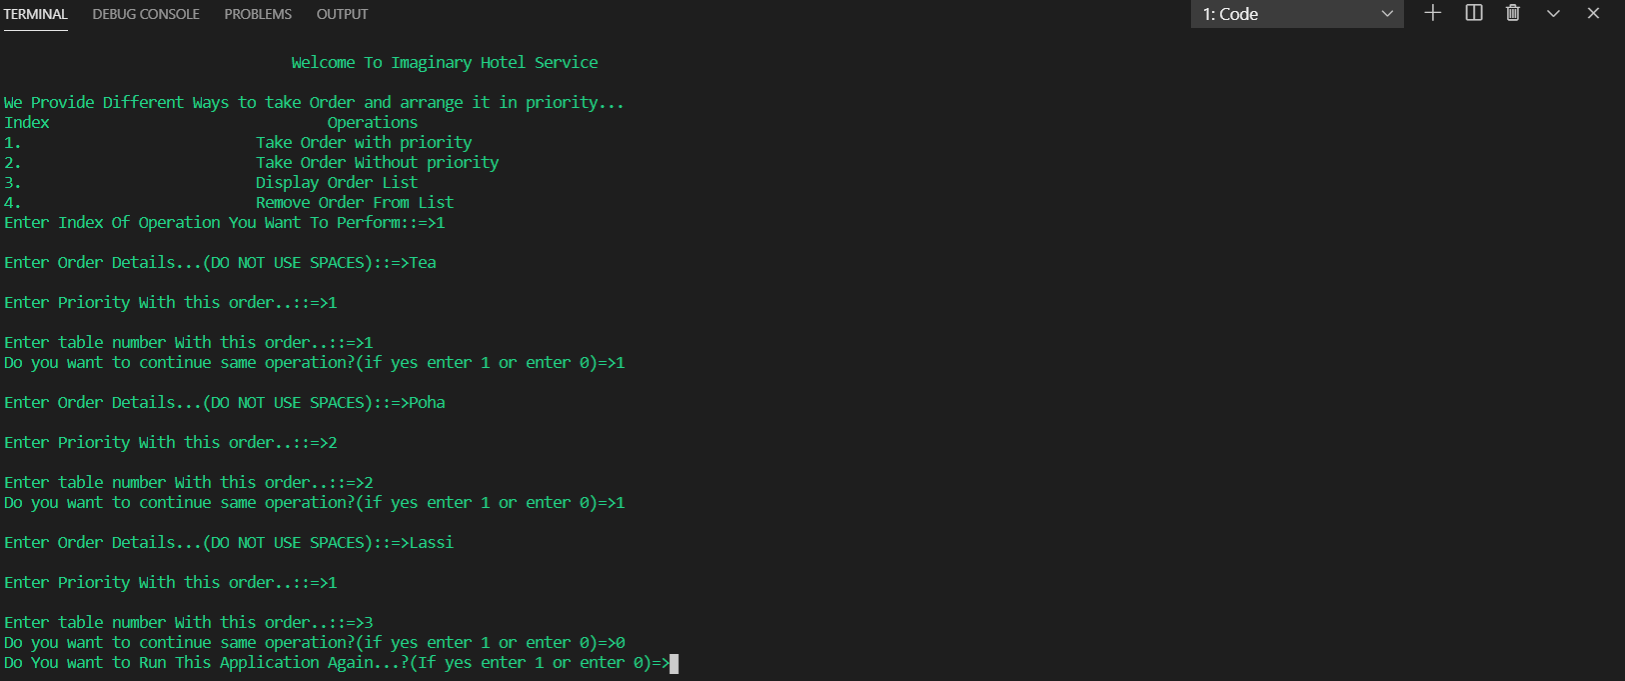 TERMINAL DEBUG CONSOLE PROBLEMS OUTPUT 1: Code
Welcome To Imaginary Hotel Service
We Provide Different Ways to take Order and arrange it in priority...
Index Operations
1. Take Order with priority
2. Take Order Without priority
3. Display Order List
4. Remove Order From List
Enter Index Of Operation You Want To Perform::=>1
Enter Order Details...(DO NOT USE SPACES)::=>Tea
Enter Priority With this order..::=>1
Enter table number With this order..::=>1
Do you want to continue same operation?(if yes enter 1 or enter 0)=>1
Enter Order Details...(DO NOT USE SPACES)::=>Poha
Enter Priority With this order..::=>2
Enter table number With this order..::=>2
Do you want to continue same operation?(if yes enter 1 or enter 0)=>1
Enter Order Details...(DO NOT USE SPACES)::=>Lassi
Enter Priority With this order..::=>1
Enter table number With this order..::=>3
Do you want to continue same operation?(if yes enter 1 or enter 0)=>0
Do You want to Run This Application Again...?(If yes enter 1 or enter 0)=>